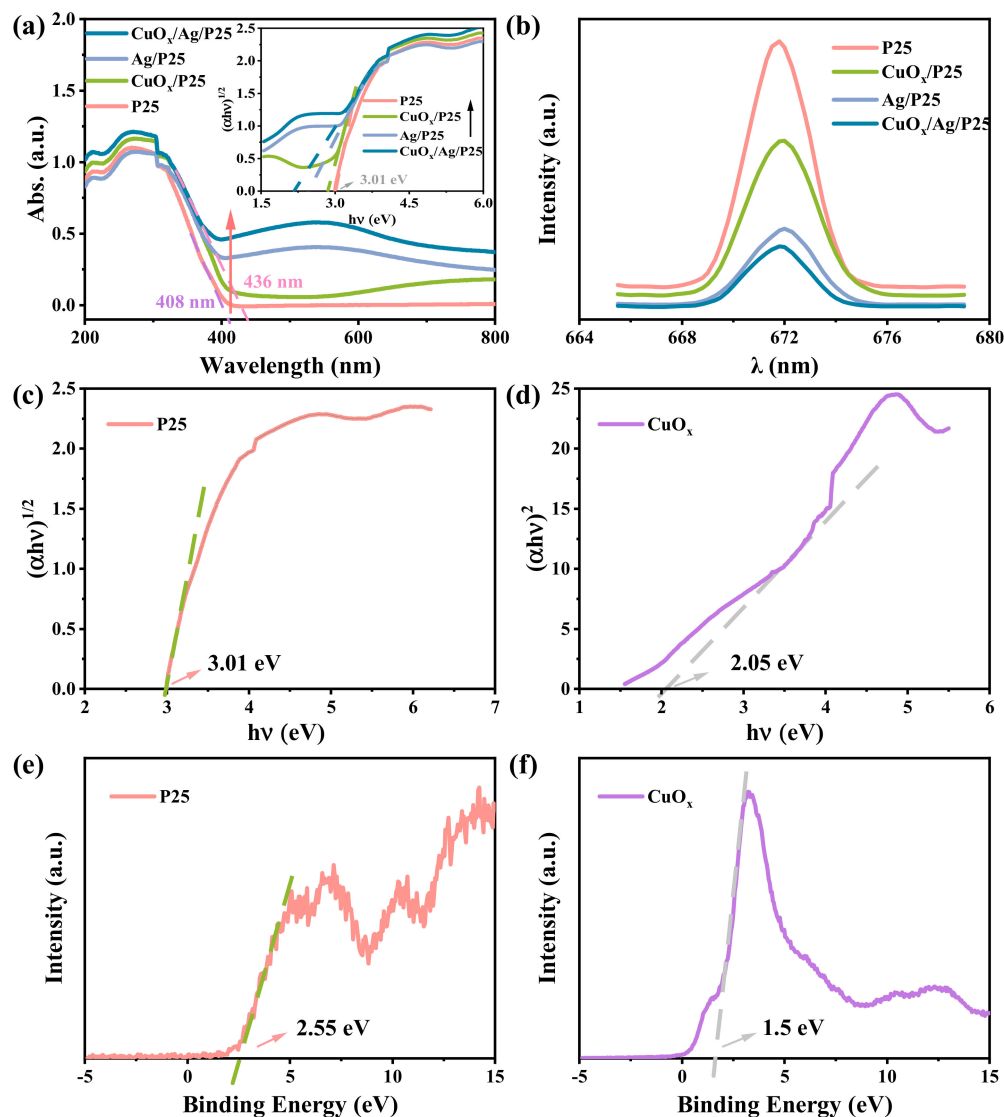 (a)
2.0
1.5
1.0
0.5
0.0
Abs. (a.u.)
200
400
600
800
Wavelength (nm)
CuOₓ/Ag/P25
Ag/P25
CuOₓ/P25
P25
408 nm
436 nm
2.5
2.0
1.5
1.0
0.5
0.0
(αhν)^1/2
1.5
3.0
4.5
6.0
hν (eV)
P25
CuOₓ/P25
Ag/P25
CuOₓ/Ag/P25
3.01 eV
(b)
Intensity (a.u.)
664
668
672
676
680
λ (nm)
P25
CuOₓ/P25
Ag/P25
CuOₓ/Ag/P25
(c)
2.5
2.0
1.5
1.0
0.5
0.0
(αhν)^1/2
2
3
4
5
6
7
hν (eV)
P25
3.01 eV
(d)
25
20
15
10
5
0
(αhν)²
1
2
3
4
5
6
hν (eV)
CuOₓ
2.05 eV
(e)
Intensity (a.u.)
-5
0
5
10
15
Binding Energy (eV)
P25
2.55 eV
(f)
Intensity (a.u.)
-5
0
5
10
15
Binding Energy (eV)
CuOₓ
1.5 eV